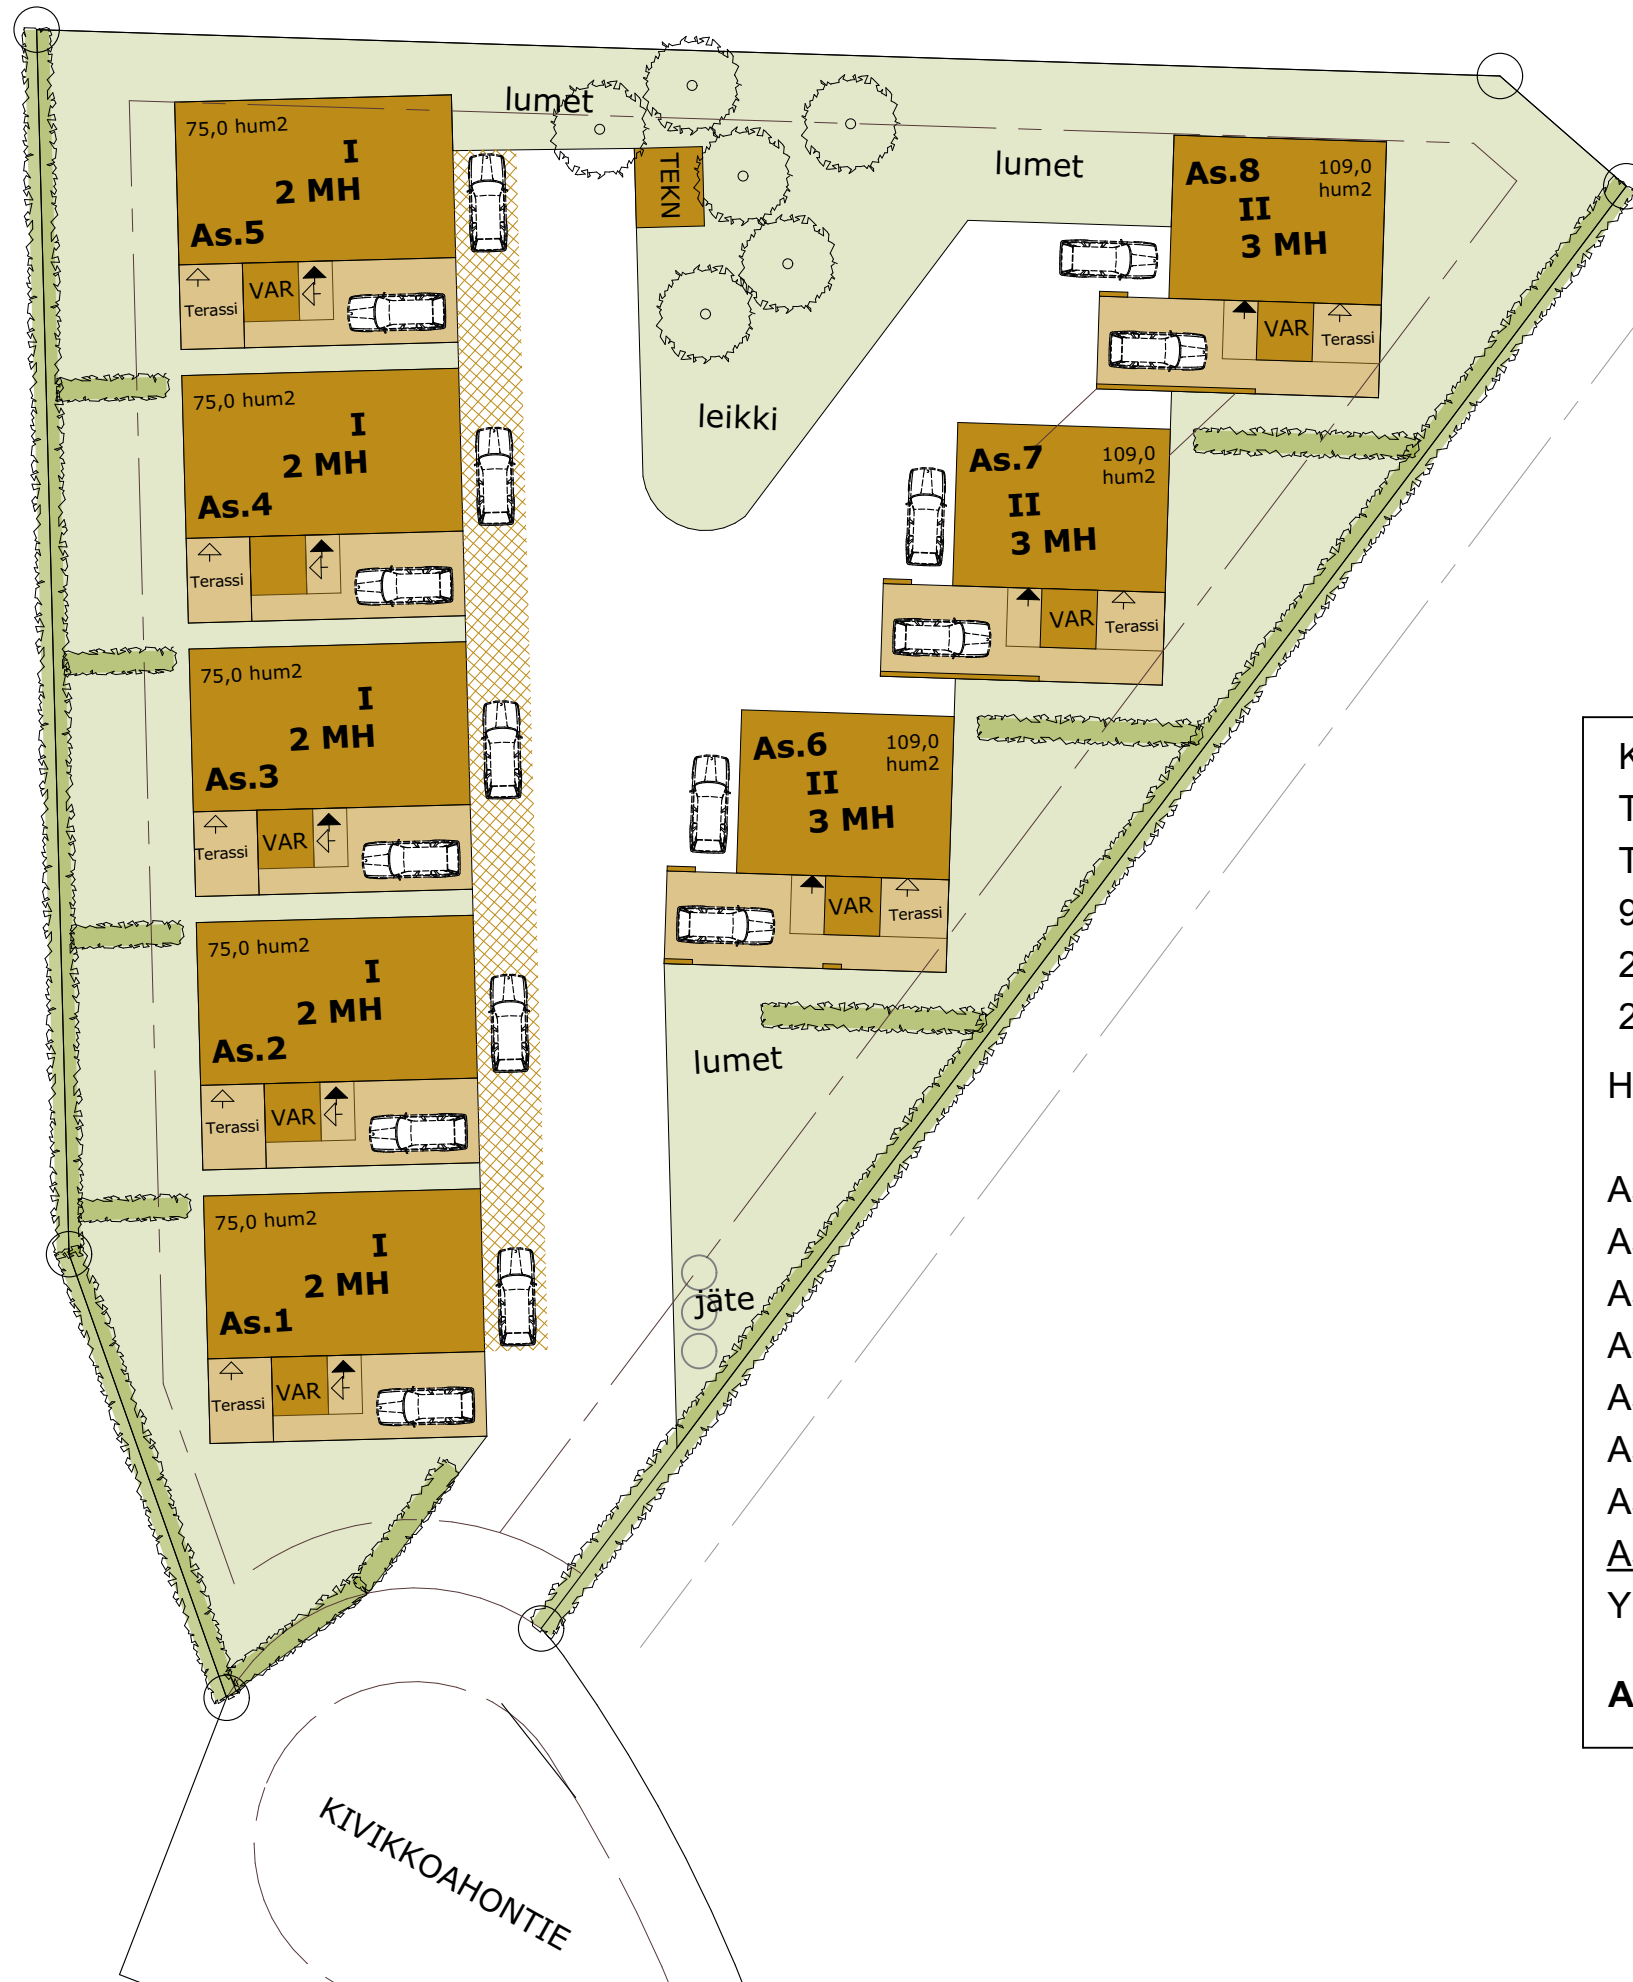 lumet
75,0 hum2
I
2 MH
As.5
Terassi
VAR
TEKN
lumet
As.8
109,0
hum2
II
3 MH
VAR
Terassi
75,0 hum2
I
2 MH
As.4
Terassi
leikki
As.7
109,0
hum2
II
3 MH
VAR
Terassi
75,0 hum2
I
2 MH
As.3
Terassi
VAR
As.6
109,0
hum2
II
3 MH
VAR
Terassi
75,0 hum2
I
2 MH
As.2
Terassi
VAR
lumet
75,0 hum2
I
2 MH
As.1
Terassi
VAR
jäte
KIVIKKOAHONTIE
K
T
T
9
2
2
H
A
A
A
A
A
A
A
A
Y
A